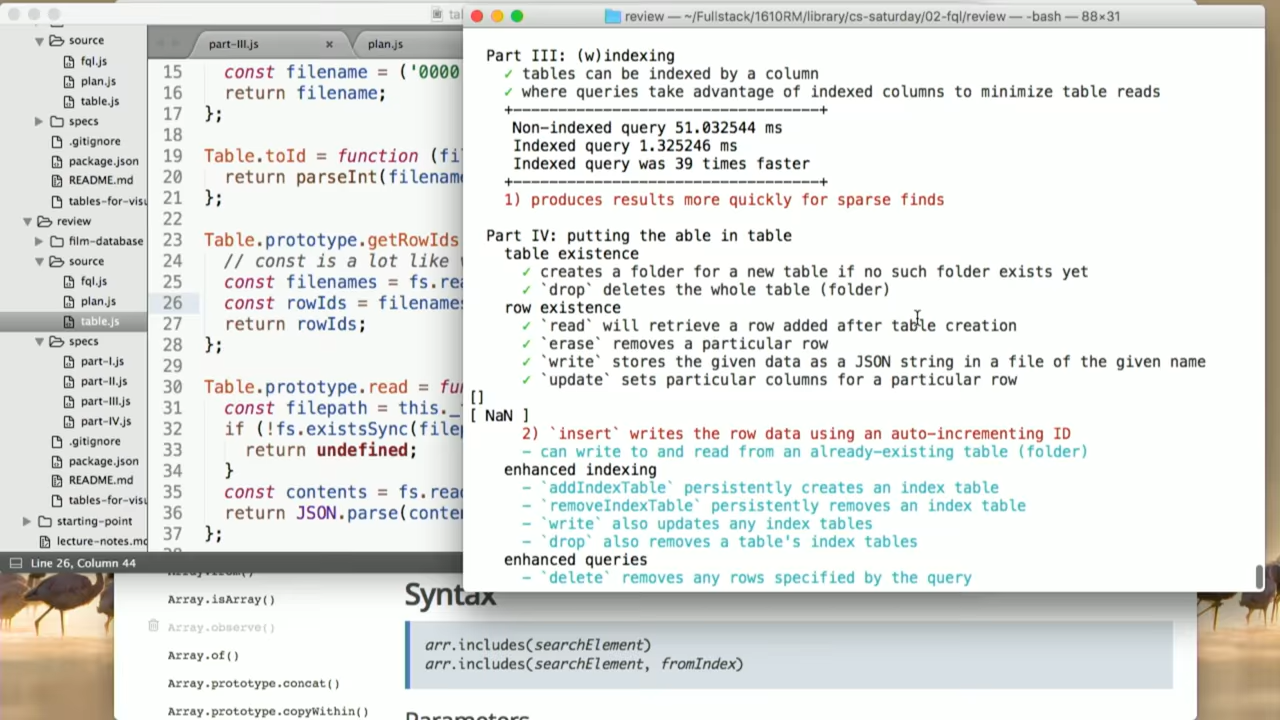 review — ~/Fullstack/1610RM/library/cs-saturday/02-fql/review — -bash — 88×31
source
fql.js
plan.js
table.js
specs
.gitignore
package.json
README.md
tables-for-visu
review
film-database
source
fql.js
plan.js
table.js
specs
part-I.js
part-II.js
part-III.js
part-IV.js
.gitignore
package.json
README.md
tables-for-visu
starting-point
lecture-notes.md
part-III.js ×
plan.js
15 const filename = ('0000
16 return filename;
17 };
18
19 Table.toId = function (fil
20 return parseInt(filename
21 };
22
23 Table.prototype.getRowIds
24 // const is a lot like
25 const filenames = fs.rea
26 const rowIds = filenames
27 return rowIds;
28 };
29
30 Table.prototype.read = fun
31 const filepath = this._
32 if (!fs.existsSync(filep
33 return undefined;
34 }
35 const contents = fs.read
36 return JSON.parse(conten
37 };
Line 26, Column 44
Part III: (w)indexing
✓ tables can be indexed by a column
✓ where queries take advantage of indexed columns to minimize table reads
+-----------------------------------+
Non-indexed query 51.032544 ms
Indexed query 1.325246 ms
Indexed query was 39 times faster
+-----------------------------------+
1) produces results more quickly for sparse finds
Part IV: putting the able in table
table existence
✓ creates a folder for a new table if no such folder exists yet
✓ `drop` deletes the whole table (folder)
row existence
✓ `read` will retrieve a row added after table creation
✓ `erase` removes a particular row
✓ `write` stores the given data as a JSON string in a file of the given name
✓ `update` sets particular columns for a particular row
[]
[ NaN ]
2) `insert` writes the row data using an auto-incrementing ID
- can write to and read from an already-existing table (folder)
enhanced indexing
- `addIndexTable` persistently creates an index table
- `removeIndexTable` persistently removes an index table
- `write` also updates any index tables
- `drop` also removes a table's index tables
enhanced queries
- `delete` removes any rows specified by the query
Array.isArray()
Array.observe()
Array.of()
Array.prototype.concat()
Array.prototype.copyWithin()
Syntax
arr.includes(searchElement)
arr.includes(searchElement, fromIndex)
Parameters